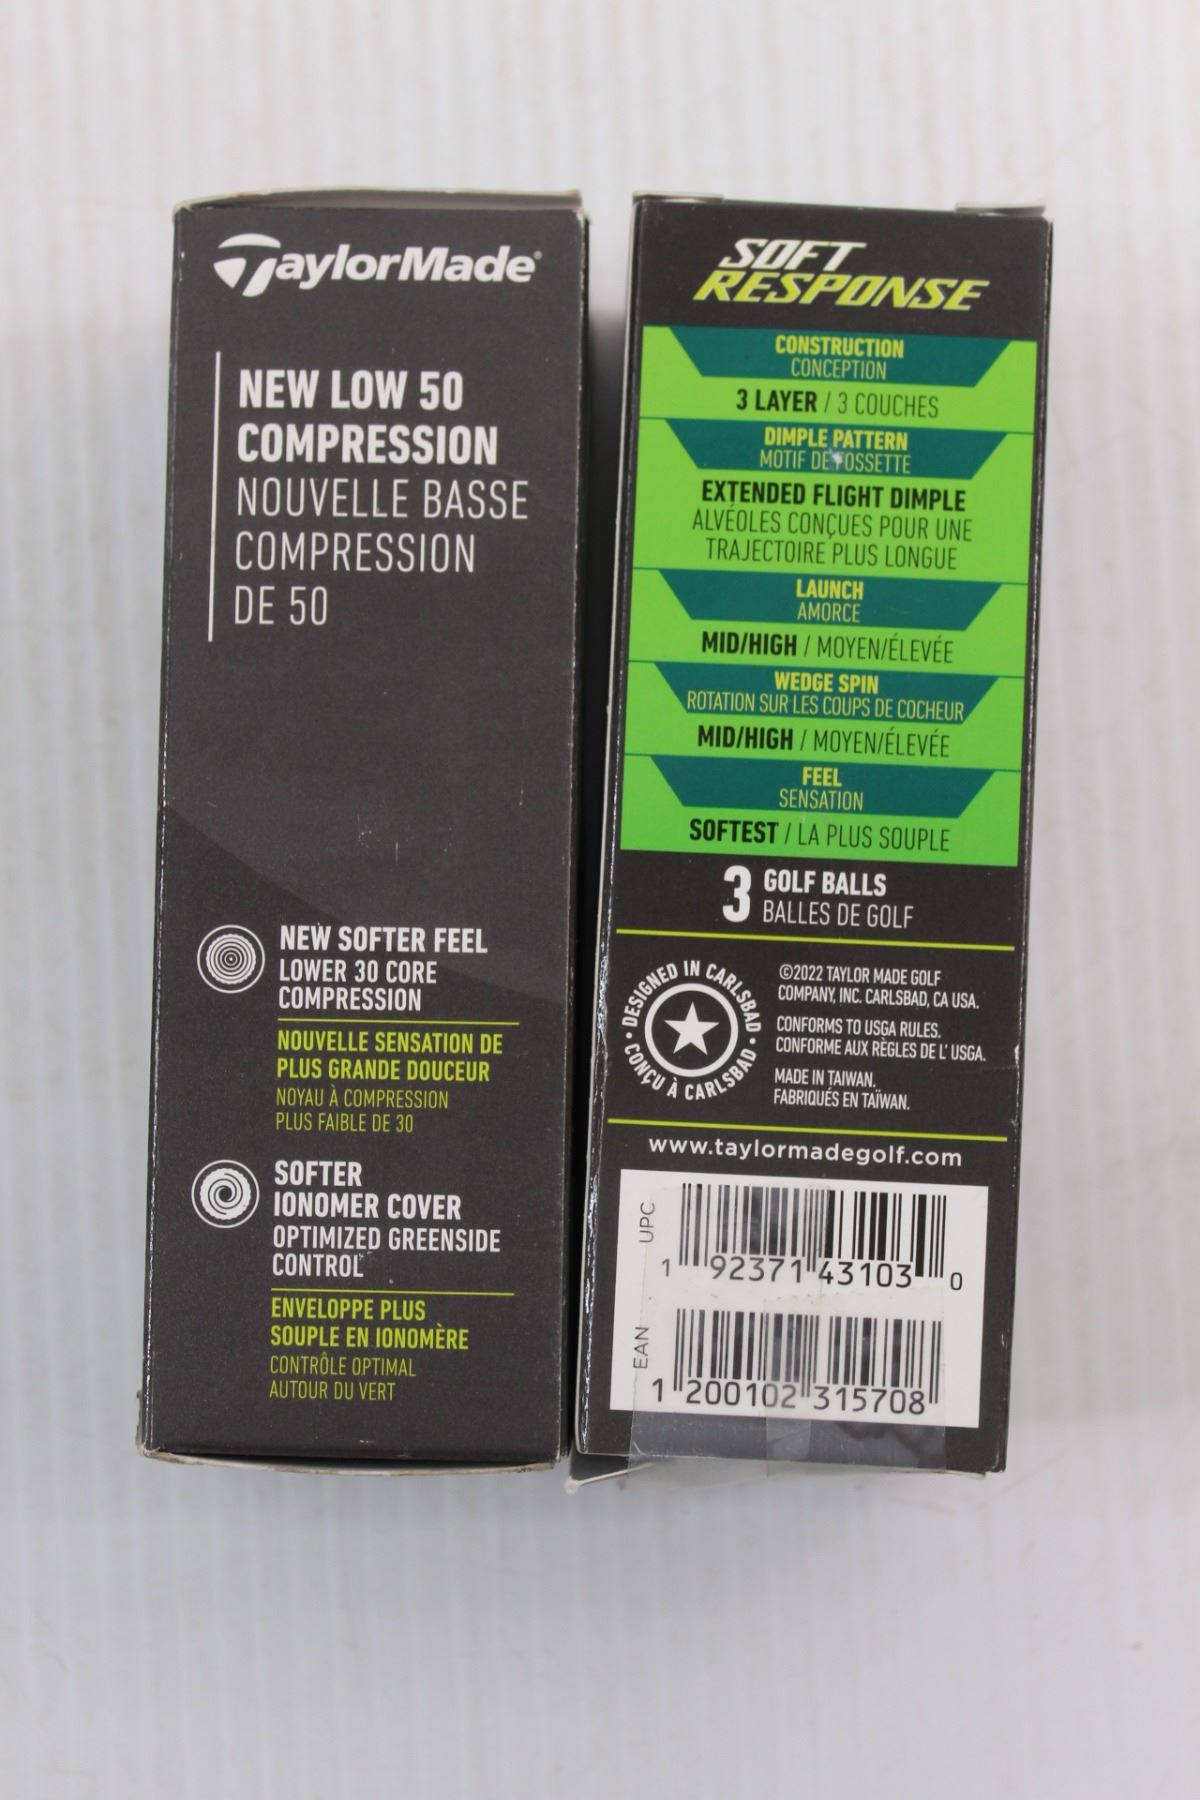 TaylorMade®
NEW LOW 50
COMPRESSION
NOUVELLE BASSE
COMPRESSION
DE 50
NEW SOFTER FEEL
LOWER 30 CORE
COMPRESSION
NOUVELLE SENSATION DE
PLUS GRANDE DOUCEUR
NOYAU À COMPRESSION
PLUS FAIBLE DE 30
SOFTER
IONOMER COVER
OPTIMIZED GREENSIDE
CONTROL
ENVELOPPE PLUS
SOUPLE EN IONOMÈRE
CONTRÔLE OPTIMAL
AUTOUR DU VERT
SOFT
RESPONSE
CONSTRUCTION
CONCEPTION
3 LAYER / 3 COUCHES
DIMPLE PATTERN
MOTIF DE FOSSETTE
EXTENDED FLIGHT DIMPLE
ALVÉOLES CONÇUES POUR UNE
TRAJECTOIRE PLUS LONGUE
LAUNCH
AMORCE
MID/HIGH / MOYEN/ÉLEVÉE
WEDGE SPIN
ROTATION SUR LES COUPS DE COCHEUR
MID/HIGH / MOYEN/ÉLEVÉE
FEEL
SENSATION
SOFTEST / LA PLUS SOUPLE
3 GOLF BALLS
BALLES DE GOLF
• DESIGNED IN CARLSBAD •
CONÇU À CARLSBAD
©2022 TAYLOR MADE GOLF
COMPANY, INC. CARLSBAD, CA USA.
CONFORMS TO USGA RULES.
CONFORME AUX RÈGLES DE L' USGA.
MADE IN TAIWAN.
FABRIQUÉS EN TAÏWAN.
www.taylormadegolf.com
UPC
1 92371 43103 0
EAN
1 200102 315708